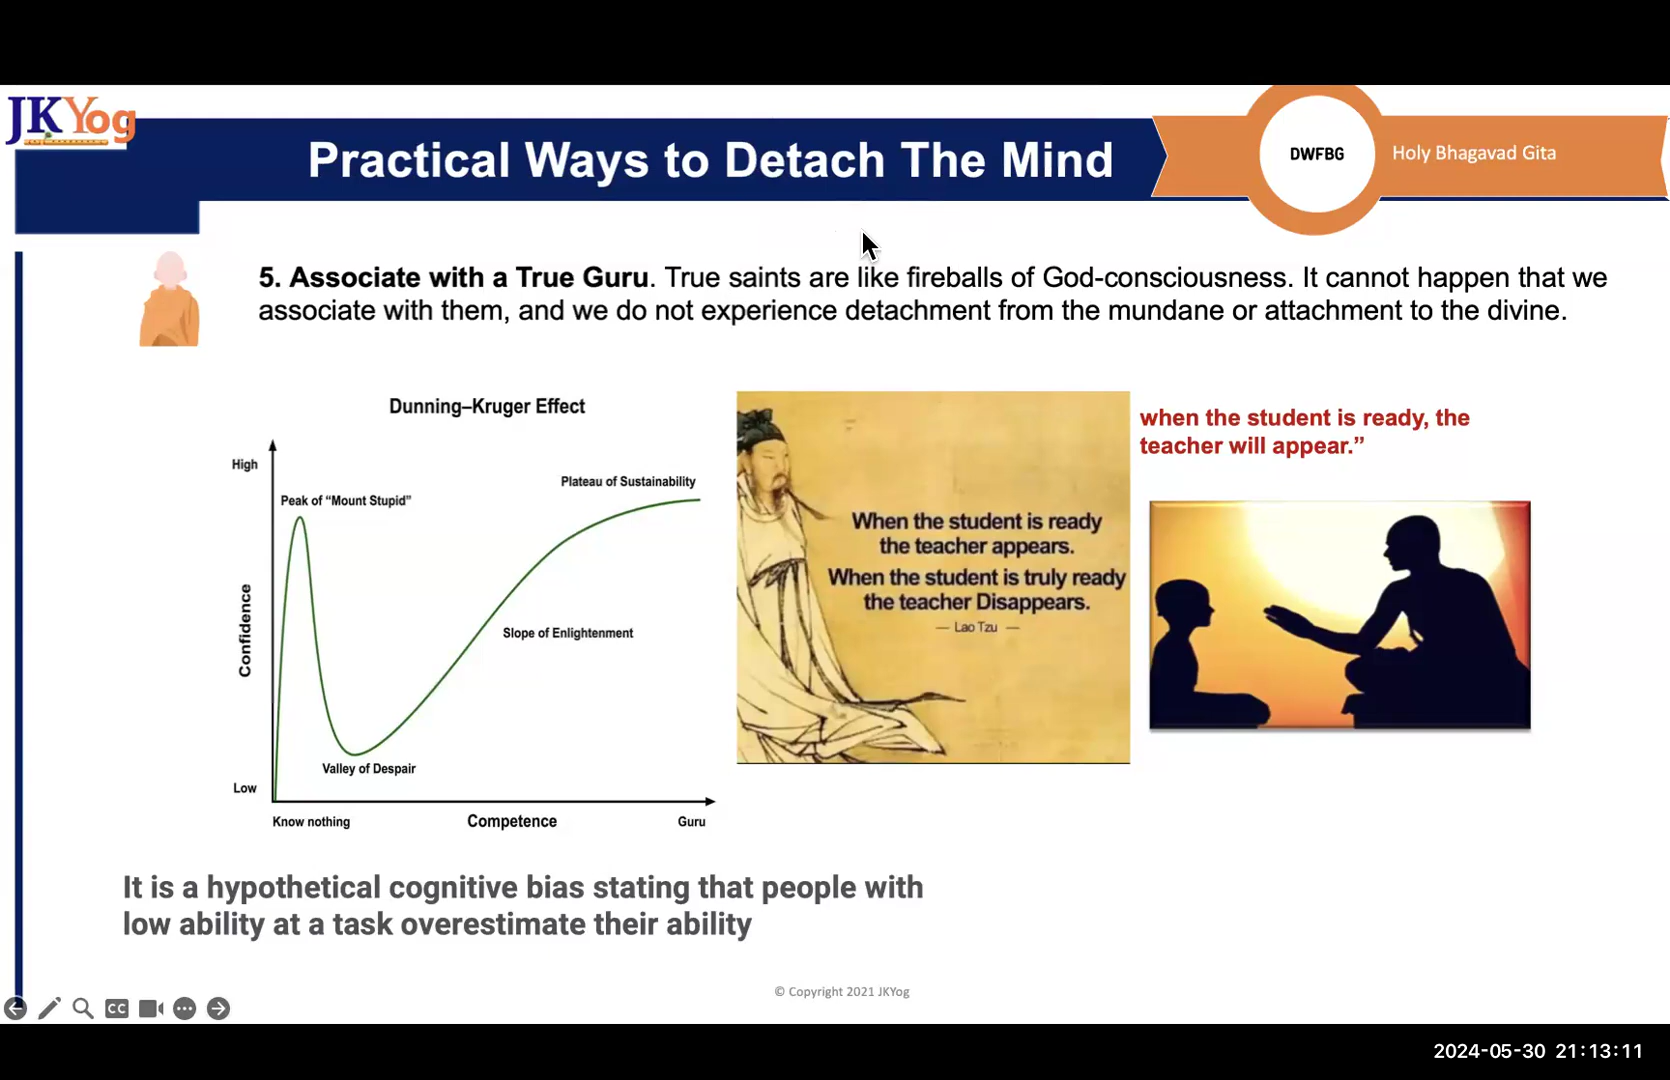 JKYog
Practical Ways to Detach The Mind
DWFBG
Holy Bhagavad Gita
5. Associate with a True Guru. True saints are like fireballs of God-consciousness. It cannot happen that we
associate with them, and we do not experience detachment from the mundane or attachment to the divine.
Dunning–Kruger Effect
High
Peak of “Mount Stupid”
Plateau of Sustainability
Confidence
Slope of Enlightenment
Valley of Despair
Low
Know nothing
Competence
Guru
When the student is ready
the teacher appears.
When the student is truly ready
the teacher Disappears.
— Lao Tzu —
when the student is ready, the
teacher will appear.”
It is a hypothetical cognitive bias stating that people with
low ability at a task overestimate their ability
© Copyright 2021 JKYog
CC
2024-05-30 21:13:11